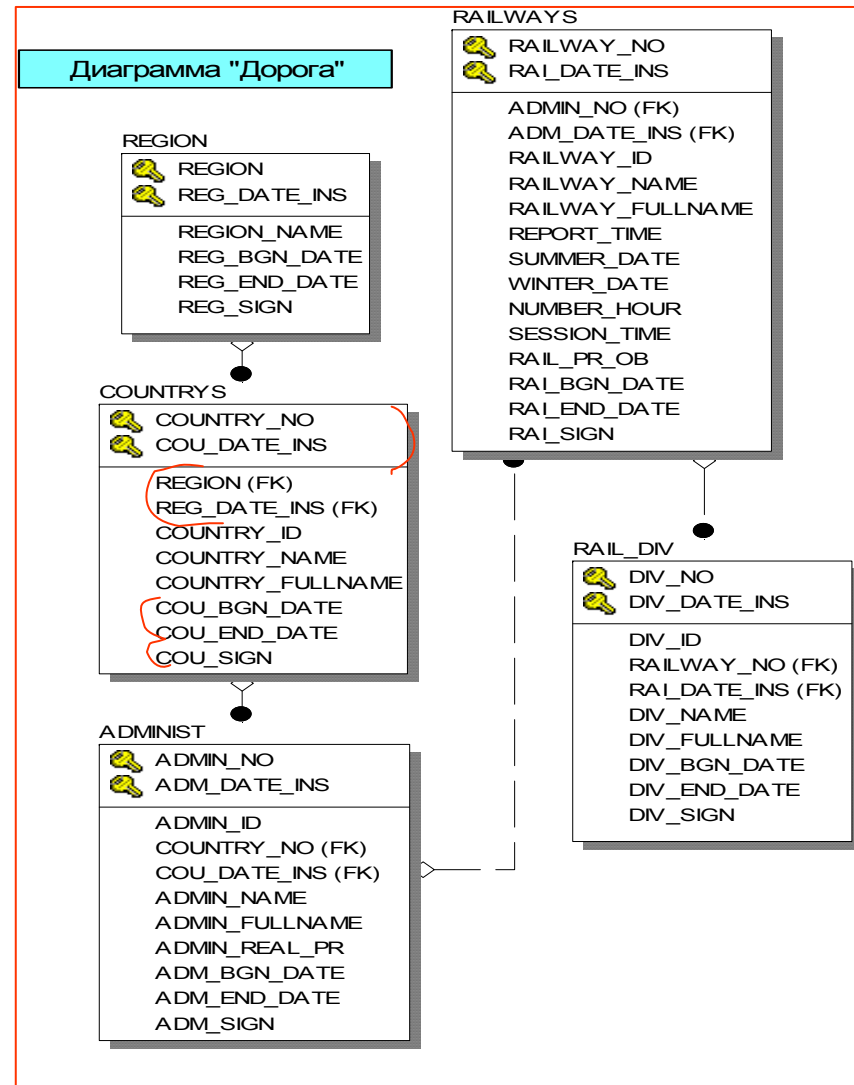 Диаграмма "Дорога"
REGION
REGION
REG_DATE_INS
REGION_NAME
REG_BGN_DATE
REG_END_DATE
REG_SIGN
COUNTRYS
COUNTRY_NO
COU_DATE_INS
REGION (FK)
REG_DATE_INS (FK)
COUNTRY_ID
COUNTRY_NAME
COUNTRY_FULLNAME
COU_BGN_DATE
COU_END_DATE
COU_SIGN
ADMINIST
ADMIN_NO
ADM_DATE_INS
ADMIN_ID
COUNTRY_NO (FK)
COU_DATE_INS (FK)
ADMIN_NAME
ADMIN_FULLNAME
ADMIN_REAL_PR
ADM_BGN_DATE
ADM_END_DATE
ADM_SIGN
RAILWAYS
RAILWAY_NO
RAI_DATE_INS
ADMIN_NO (FK)
ADM_DATE_INS (FK)
RAILWAY_ID
RAILWAY_NAME
RAILWAY_FULLNAME
REPORT_TIME
SUMMER_DATE
WINTER_DATE
NUMBER_HOUR
SESSION_TIME
RAIL_PR_OB
RAI_BGN_DATE
RAI_END_DATE
RAI_SIGN
RAIL_DIV
DIV_NO
DIV_DATE_INS
DIV_ID
RAILWAY_NO (FK)
RAI_DATE_INS (FK)
DIV_NAME
DIV_FULLNAME
DIV_BGN_DATE
DIV_END_DATE
DIV_SIGN